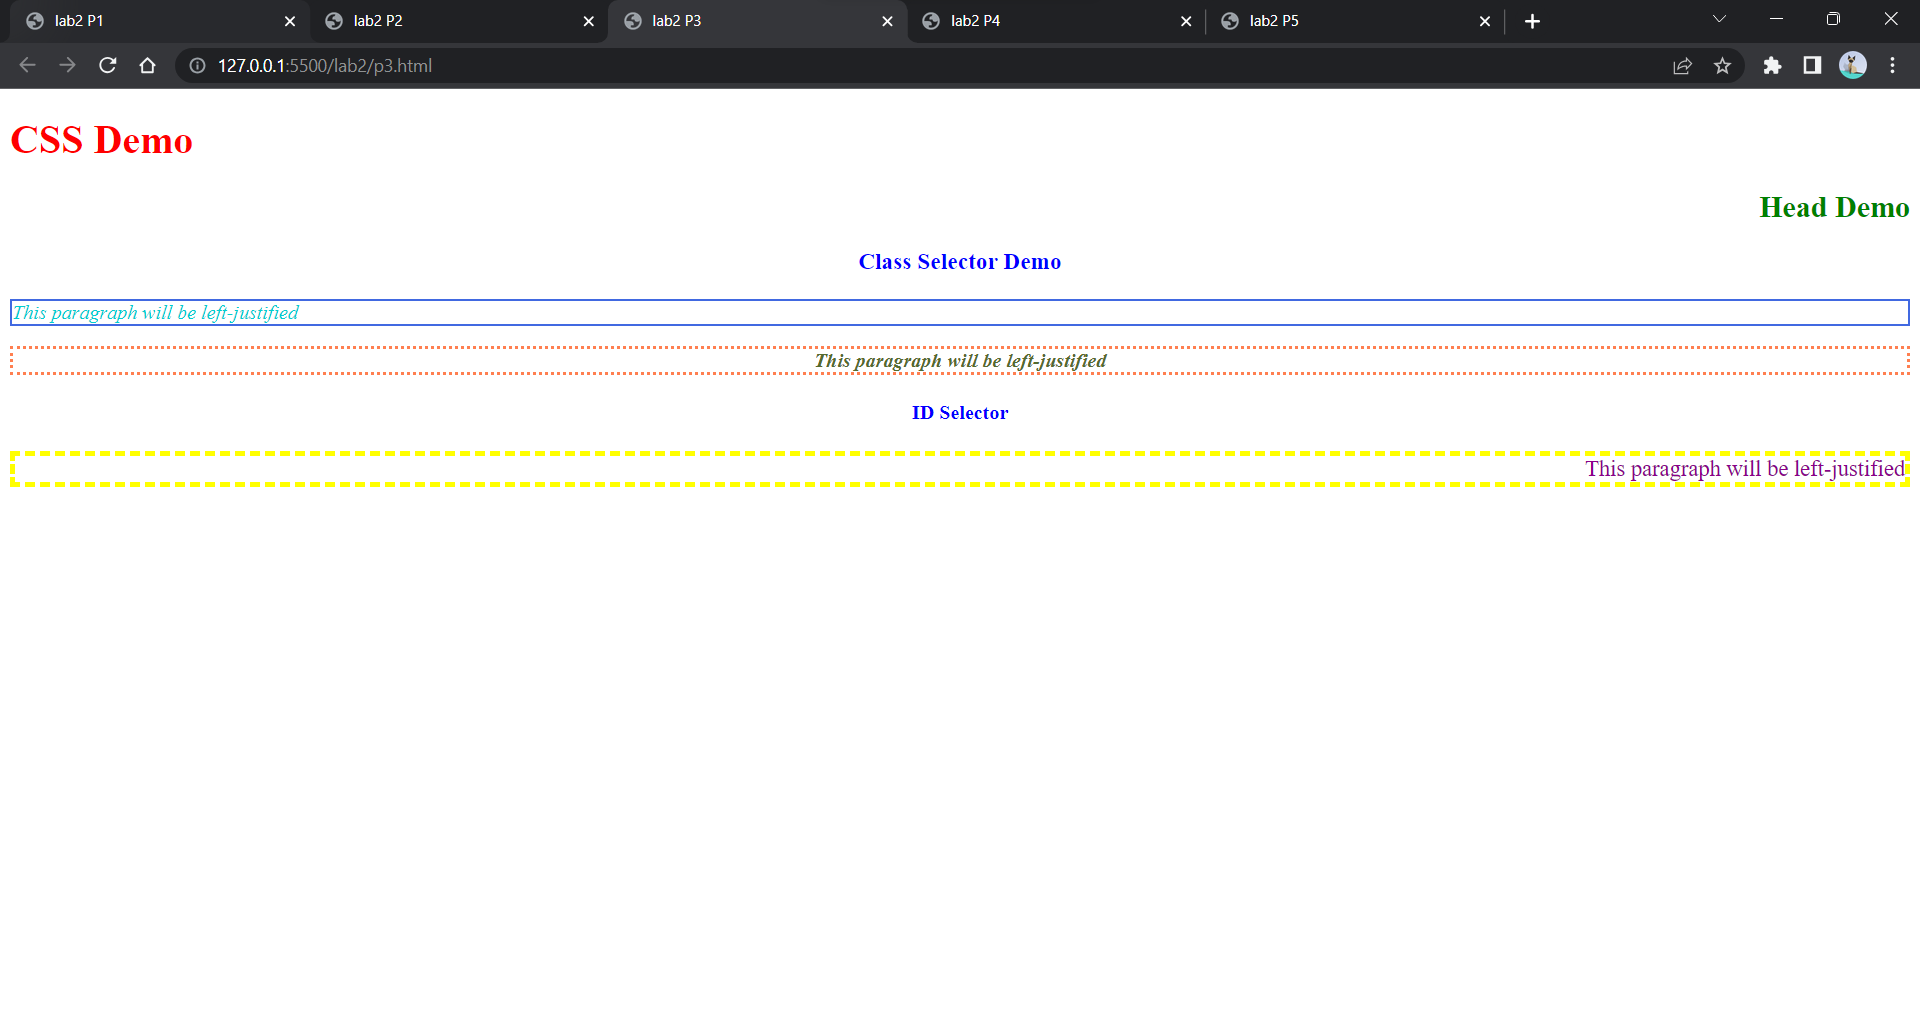 lab2 P1
lab2 P2
lab2 P3
lab2 P4
lab2 P5
127.0.0.1:5500/lab2/p3.html
CSS Demo
Head Demo
Class Selector Demo
This paragraph will be left-justified
This paragraph will be left-justified
ID Selector
This paragraph will be left-justified